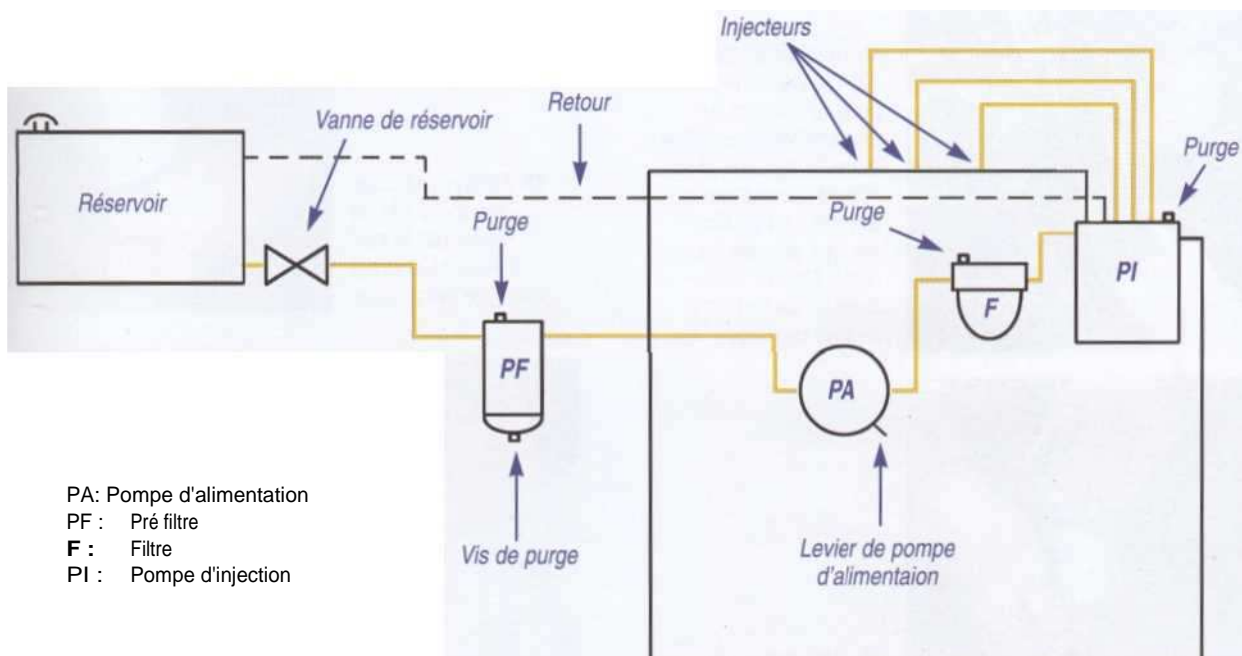 Injecteurs
Retour
Vanne de réservoir
Purge
Réservoir
Purge
Purge
PI
F
PF
PA
PA: Pompe d'alimentation
PF : Pré filtre
F : Filtre
PI : Pompe d'injection
Vis de purge
Levier de pompe
d'alimentaion